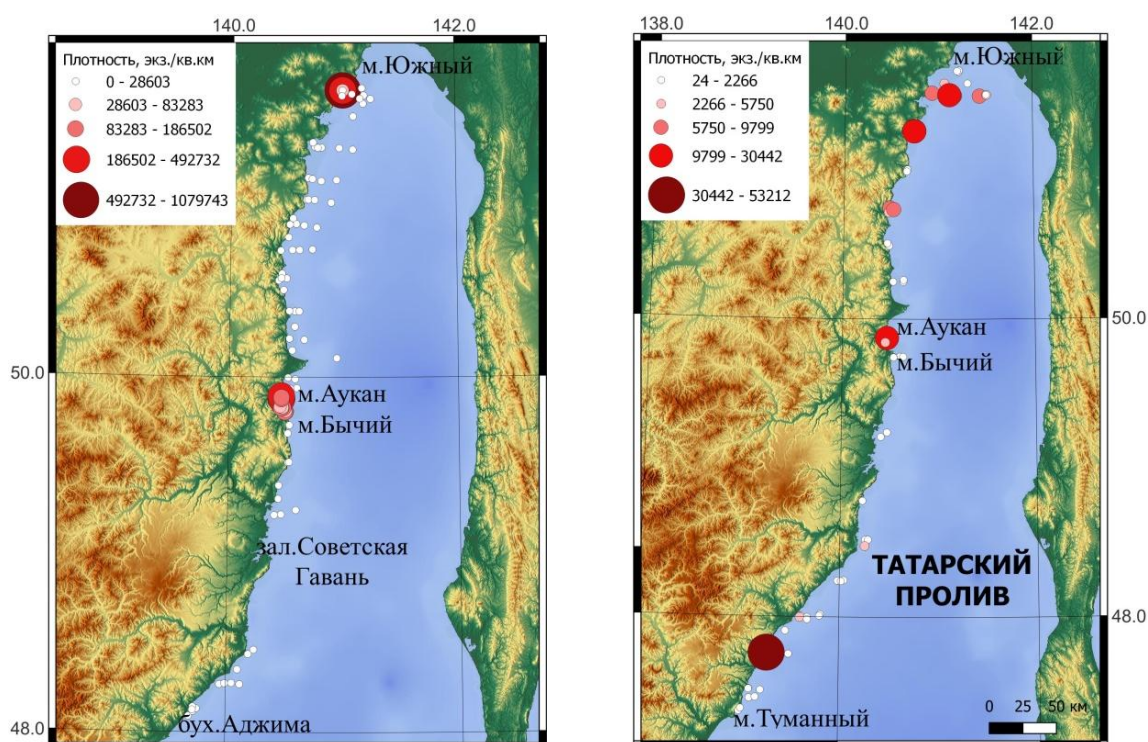 140.0
142.0
Плотность, экз./кв.км
0 - 28603
28603 - 83283
83283 - 186502
186502 - 492732
492732 - 1079743
м.Южный
50.0
м.Аукан
м.Бычий
зал.Советская
Гавань
48.0
бух.Аджима
138.0
140.0
142.0
Плотность, экз./кв.км
24 - 2266
2266 - 5750
5750 - 9799
9799 - 30442
30442 - 53212
м.Южный
м.Аукан
50.0
м.Бычий
ТАТАРСКИЙ
ПРОЛИВ
48.0
м.Туманный
0 25 50 км